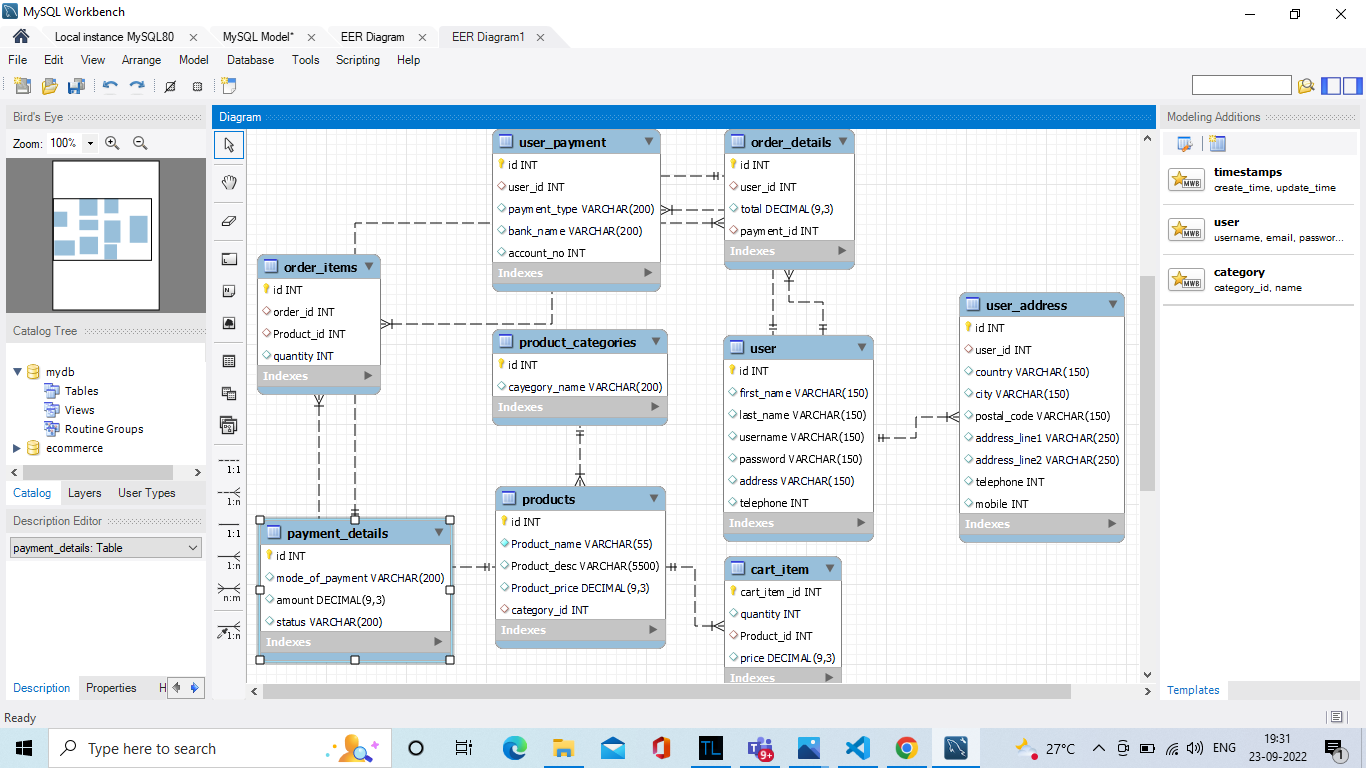 MySQL Workbench
Local instance MySQL80
MySQL Model*
EER Diagram
EER Diagram1
File Edit View Arrange Model Database Tools Scripting Help
Bird's Eye
Zoom: 100%
Catalog Tree
mydb
Tables
Views
Routine Groups
ecommerce
Catalog Layers User Types
Description Editor
payment_details: Table
Description Properties H
Diagram
1:1
1:n
1:1
1:n
n:m
1:n
user_payment
id INT
user_id INT
payment_type VARCHAR(200)
bank_name VARCHAR(200)
account_no INT
Indexes
order_details
id INT
user_id INT
total DECIMAL(9,3)
payment_id INT
Indexes
order_items
id INT
order_id INT
Product_id INT
quantity INT
Indexes
product_categories
id INT
cayegory_name VARCHAR(200)
Indexes
user
id INT
first_name VARCHAR(150)
last_name VARCHAR(150)
username VARCHAR(150)
password VARCHAR(150)
address VARCHAR(150)
telephone INT
Indexes
user_address
id INT
user_id INT
country VARCHAR(150)
city VARCHAR(150)
postal_code VARCHAR(150)
address_line1 VARCHAR(250)
address_line2 VARCHAR(250)
telephone INT
mobile INT
Indexes
payment_details
id INT
mode_of_payment VARCHAR(200)
amount DECIMAL(9,3)
status VARCHAR(200)
Indexes
products
id INT
Product_name VARCHAR(55)
Product_desc VARCHAR(5500)
Product_price DECIMAL(9,3)
category_id INT
Indexes
cart_item
cart_item _id INT
quantity INT
Product_id INT
price DECIMAL(9,3)
Indexes
Modeling Additions
MWB
timestamps
create_time, update_time
MWB
user
username, email, passwor...
MWB
category
category_id, name
Templates
Ready
Type here to search
TL
9+
27°C
ENG
19:31
23-09-2022
1